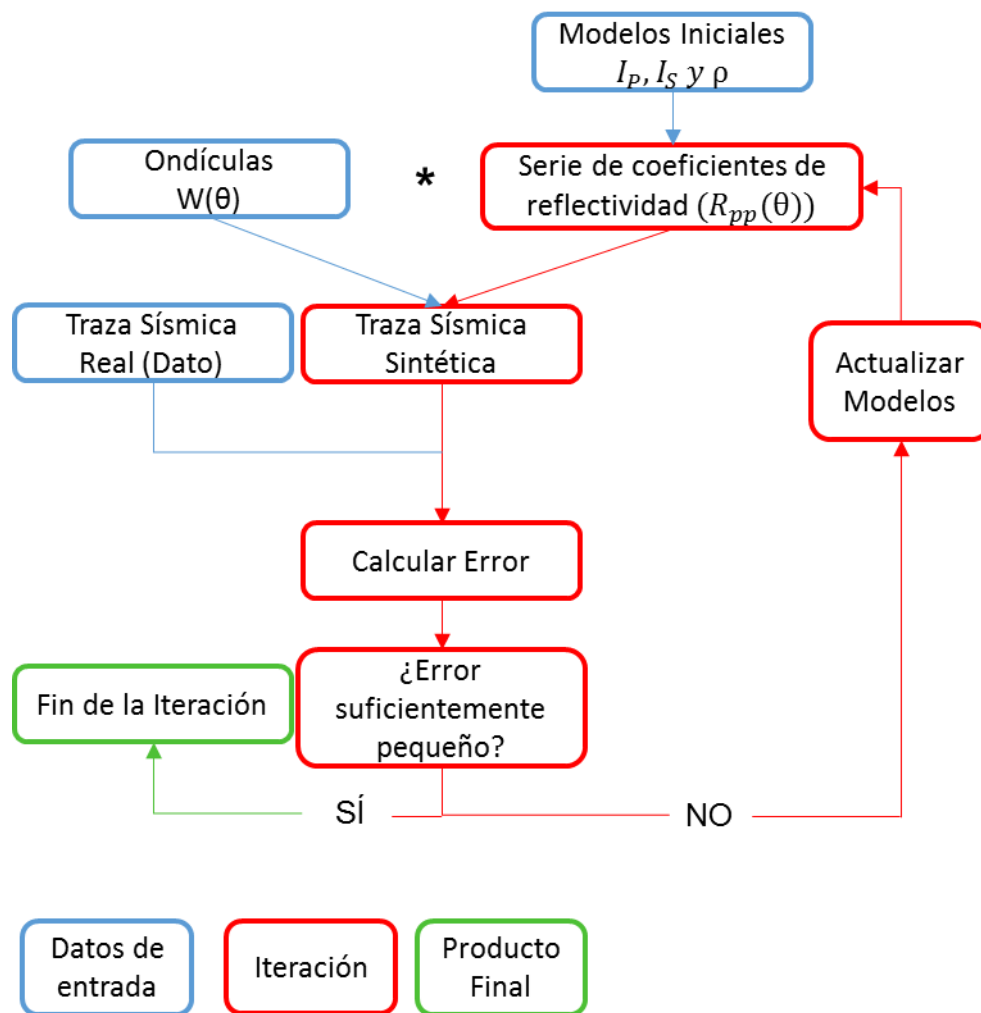 Modelos Iniciales
I_P, I_S y ρ
Ondículas
W(θ)
*
Serie de coeficientes de
reflectividad (R_pp(θ))
Traza Sísmica
Real (Dato)
Traza Sísmica
Sintética
Actualizar
Modelos
Calcular Error
Fin de la Iteración
¿Error
suficientemente
pequeño?
SÍ
NO
Datos de
entrada
Iteración
Producto
Final